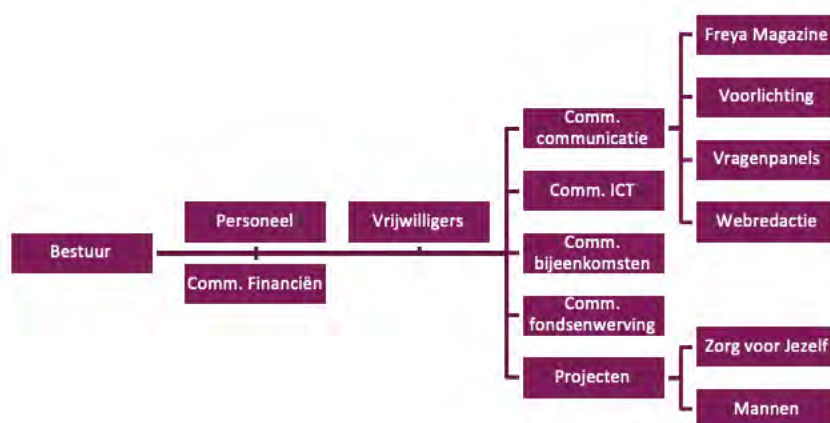 Bestuur
Personeel
Comm. Financiën
Vrijwilligers
Comm.
communicatie
Comm. ICT
Comm.
bijeenkomsten
Comm.
fondsenwerving
Projecten
Freya Magazine
Voorlichting
Vragenpanels
Webredactie
Zorg voor Jezelf
Mannen